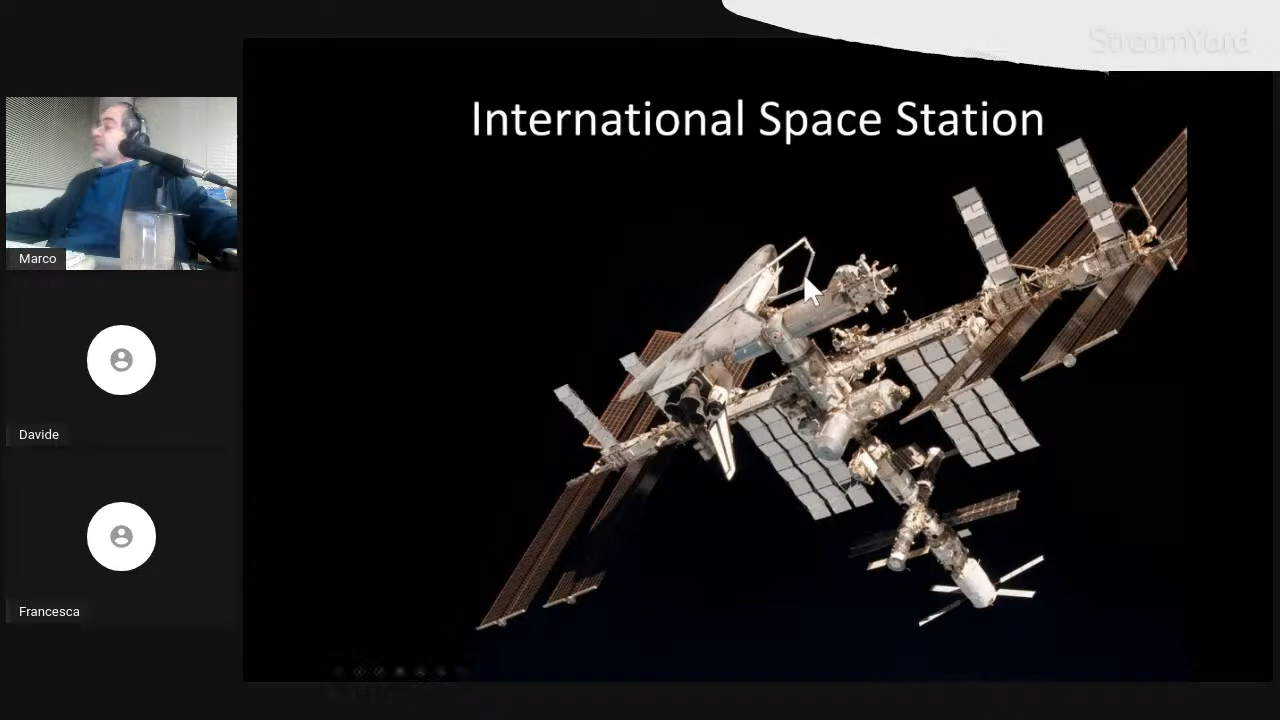 StreamYard
International Space Station
Marco
Davide
Francesca